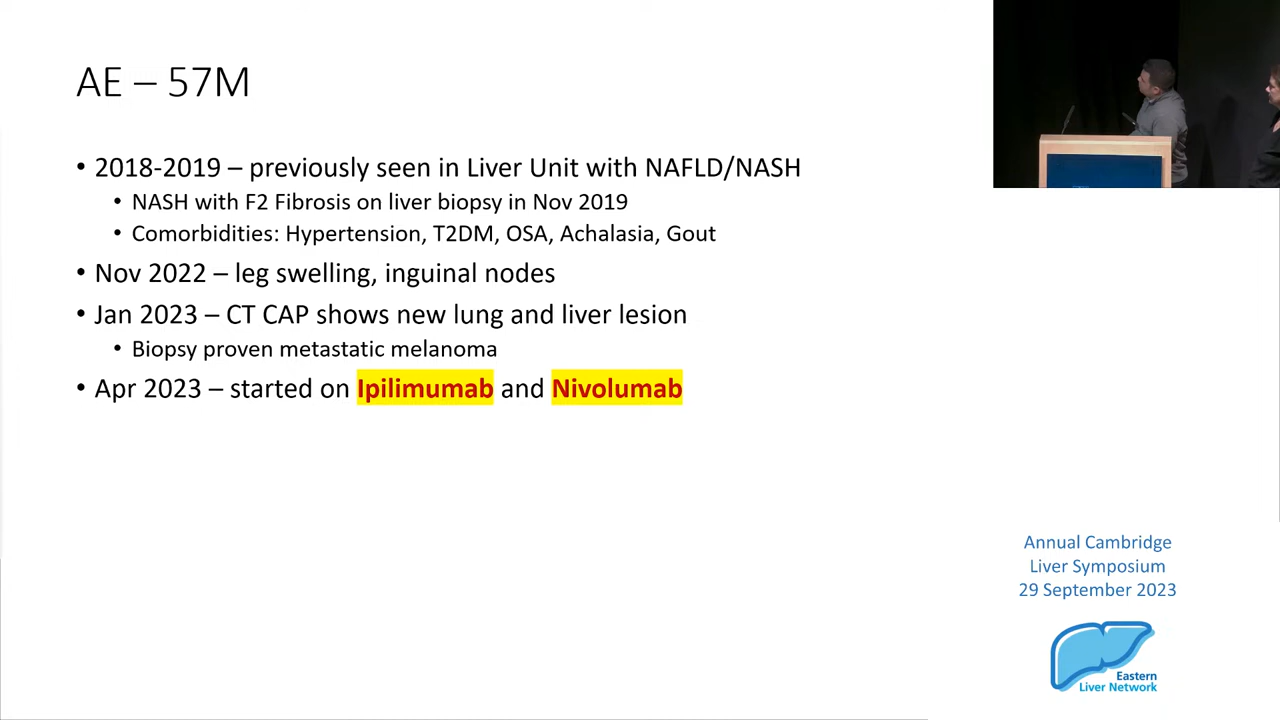 AE – 57M
• 2018-2019 – previously seen in Liver Unit with NAFLD/NASH
• NASH with F2 Fibrosis on liver biopsy in Nov 2019
• Comorbidities: Hypertension, T2DM, OSA, Achalasia, Gout
• Nov 2022 – leg swelling, inguinal nodes
• Jan 2023 – CT CAP shows new lung and liver lesion
• Biopsy proven metastatic melanoma
• Apr 2023 – started on Ipilimumab and Nivolumab
Annual Cambridge
Liver Symposium
29 September 2023
Eastern
Liver Network